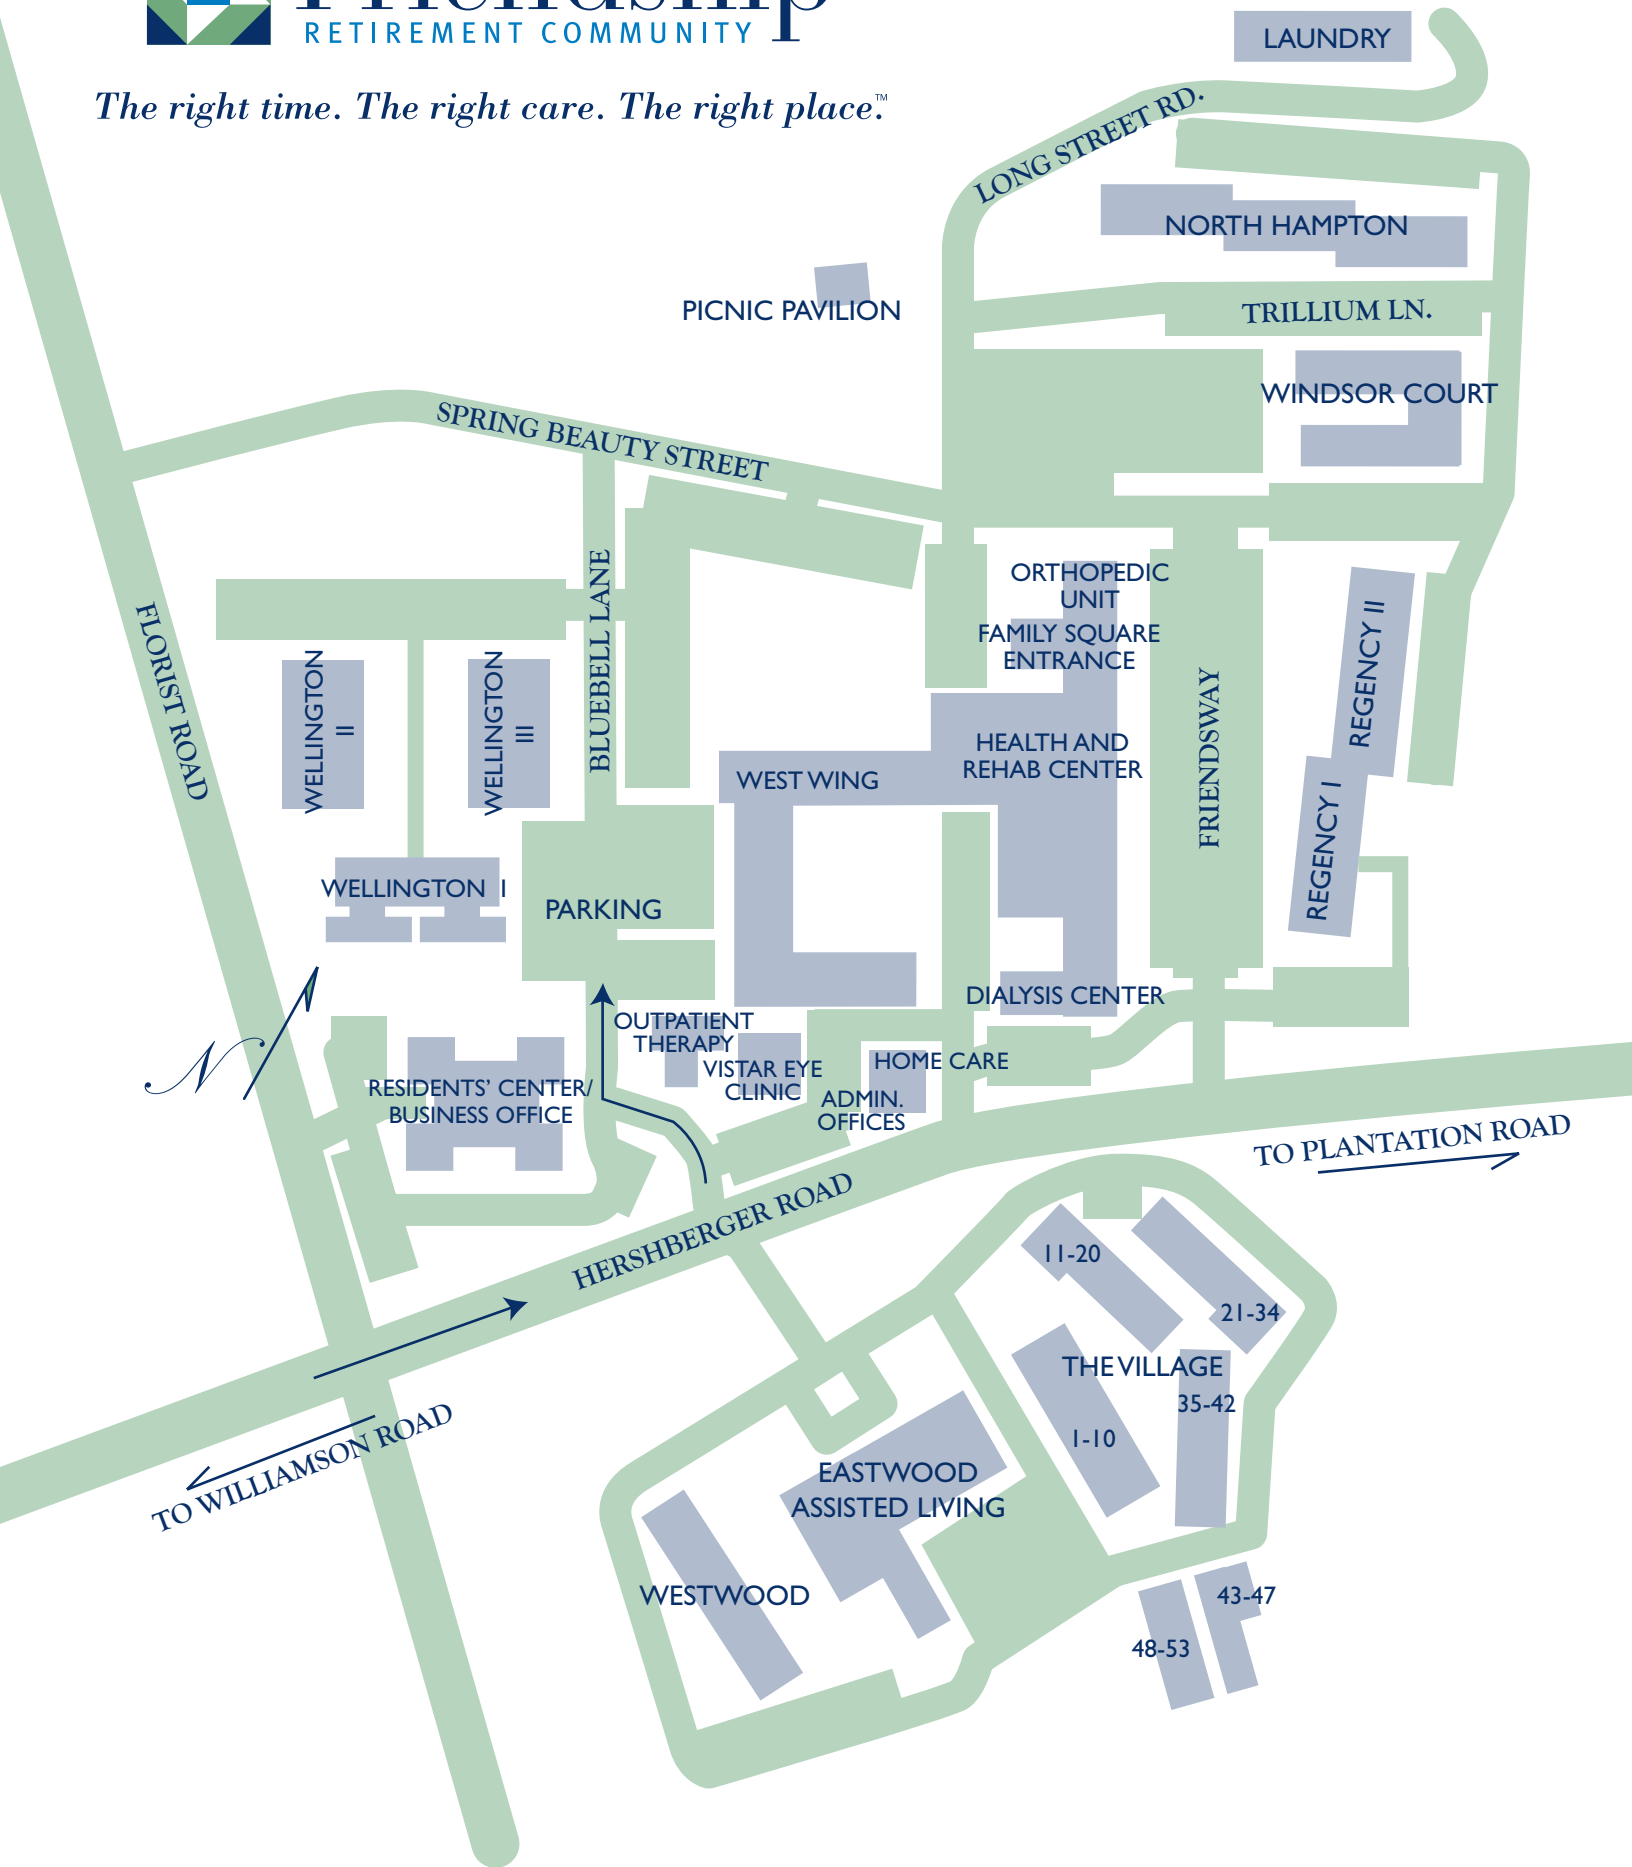 Friendship
RETIREMENT COMMUNITY
The right time. The right care. The right place.™
LAUNDRY
LONG STREET RD.
NORTH HAMPTON
PICNIC PAVILION
TRILLIUM LN.
WINDSOR COURT
SPRING BEAUTY STREET
ORTHOPEDIC
UNIT
FAMILY SQUARE
ENTRANCE
FLORIST ROAD
WELLINGTON
II
WELLINGTON
III
BLUEBELL LANE
FRIENDSWAY
REGENCY II
HEALTH AND
REHAB CENTER
WEST WING
REGENCY I
WELLINGTON I
PARKING
DIALYSIS CENTER
OUTPATIENT
THERAPY
VISTAR EYE
CLINIC
HOME CARE
ADMIN.
OFFICES
N
RESIDENTS' CENTER/
BUSINESS OFFICE
TO PLANTATION ROAD
HERSHBERGER ROAD
11-20
21-34
THE VILLAGE
35-42
1-10
TO WILLIAMSON ROAD
EASTWOOD
ASSISTED LIVING
WESTWOOD
43-47
48-53